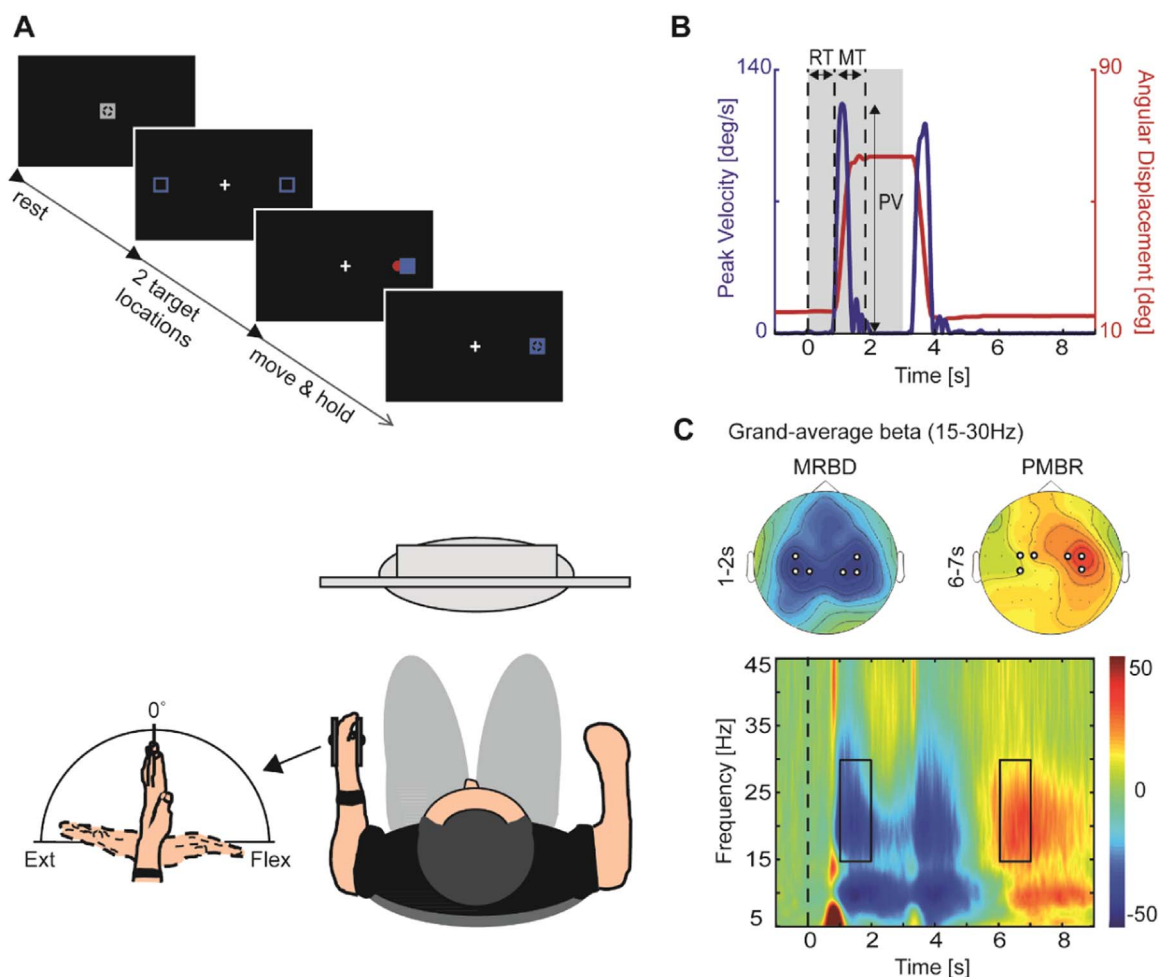 A
rest
2 target
locations
move & hold
0°
Ext
Flex
B
RT MT
140
90
PV
Peak Velocity [deg/s]
Angular Displacement [deg]
0
10
0 2 4 6 8
Time [s]
C Grand-average beta (15-30Hz)
MRBD
PMBR
1-2s
6-7s
45
35
25
15
5
Frequency [Hz]
50
0
-50
0 2 4 6 8
Time [s]